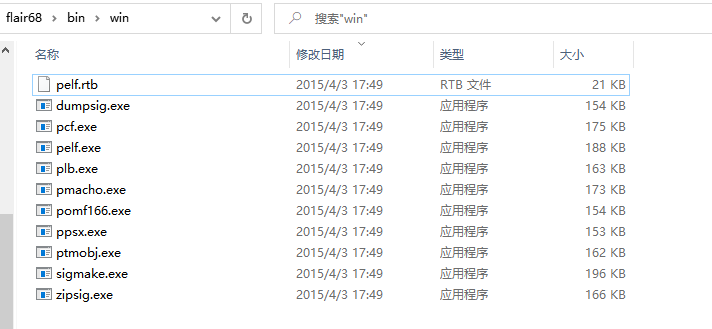 flair68 › bin › win 搜索"win"
名称 修改日期 类型 大小
pelf.rtb 2015/4/3 17:49 RTB 文件 21 KB
dumpsig.exe 2015/4/3 17:49 应用程序 154 KB
pcf.exe 2015/4/3 17:49 应用程序 175 KB
pelf.exe 2015/4/3 17:49 应用程序 188 KB
plb.exe 2015/4/3 17:49 应用程序 163 KB
pmacho.exe 2015/4/3 17:49 应用程序 173 KB
pomf166.exe 2015/4/3 17:49 应用程序 154 KB
ppsx.exe 2015/4/3 17:49 应用程序 153 KB
ptmobj.exe 2015/4/3 17:49 应用程序 162 KB
sigmake.exe 2015/4/3 17:49 应用程序 196 KB
zipsig.exe 2015/4/3 17:49 应用程序 166 KB